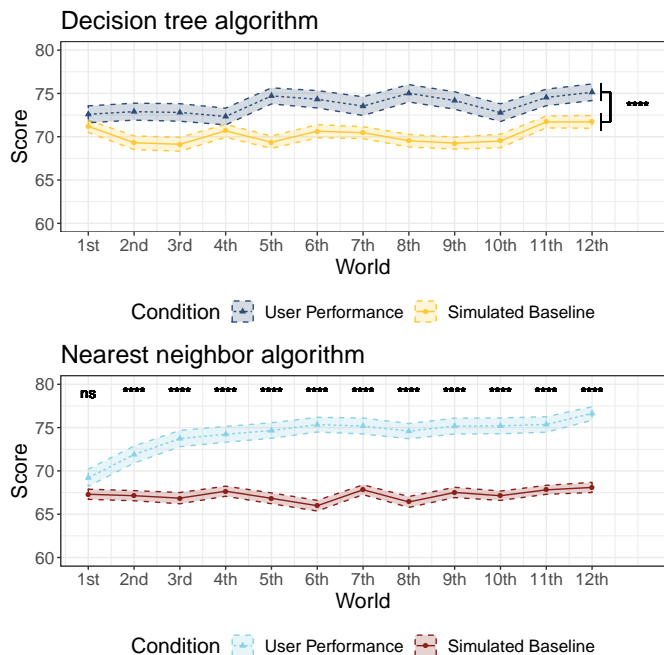 Decision tree algorithm
80
75
70
65
60
Score
****
1st 2nd 3rd 4th 5th 6th 7th 8th 9th 10th 11th 12th
World
Condition User Performance Simulated Baseline
Nearest neighbor algorithm
80
75
70
65
60
Score
ns **** **** **** **** **** **** **** **** **** **** ****
1st 2nd 3rd 4th 5th 6th 7th 8th 9th 10th 11th 12th
World
Condition User Performance Simulated Baseline